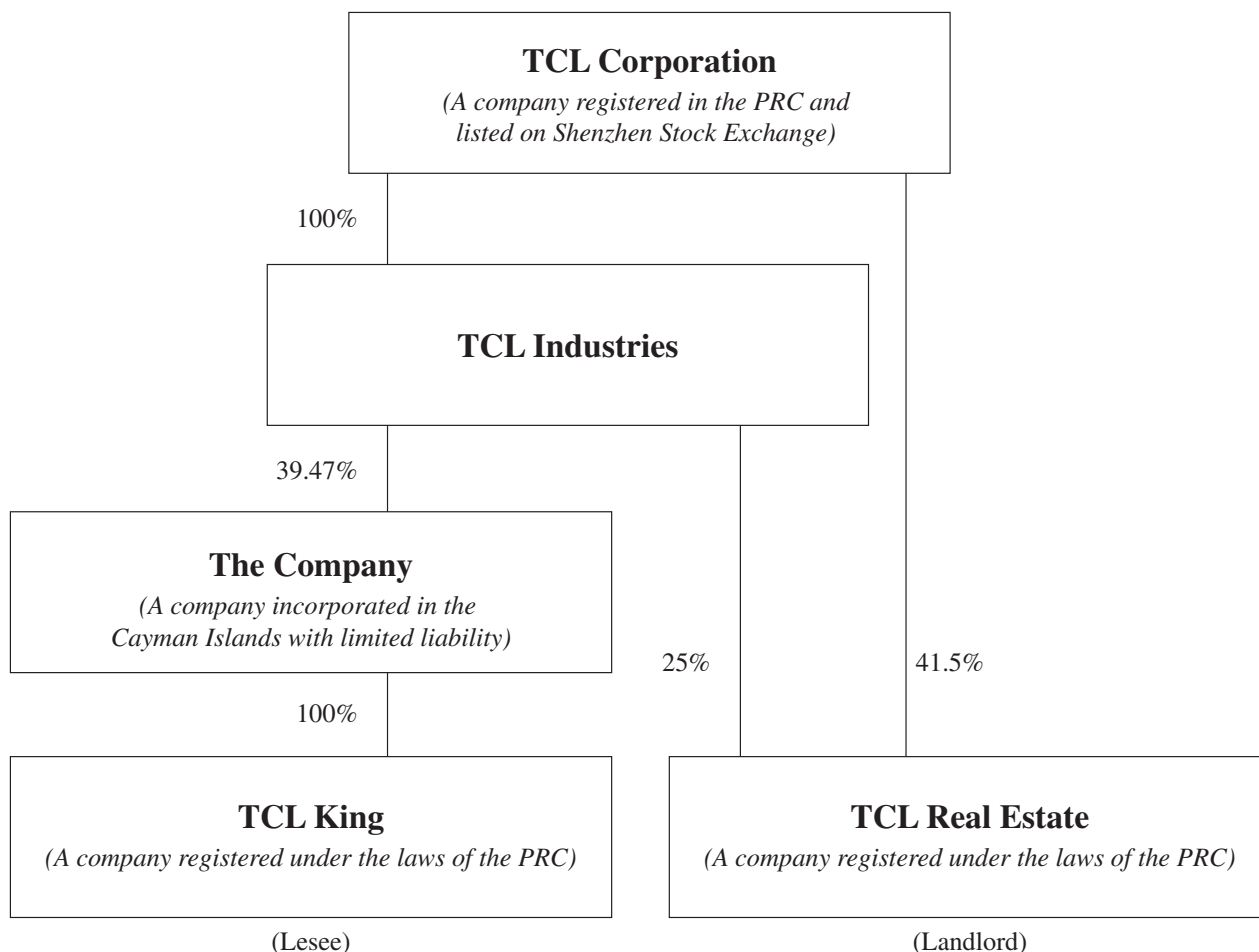 TCL Corporation
(A company registered in the PRC and
listed on Shenzhen Stock Exchange)
100%
TCL Industries
39.47%
The Company
(A company incorporated in the
Cayman Islands with limited liability)
25%
41.5%
100%
TCL King
(A company registered under the laws of the PRC)
TCL Real Estate
(A company registered under the laws of the PRC)
(Lesee)
(Landlord)